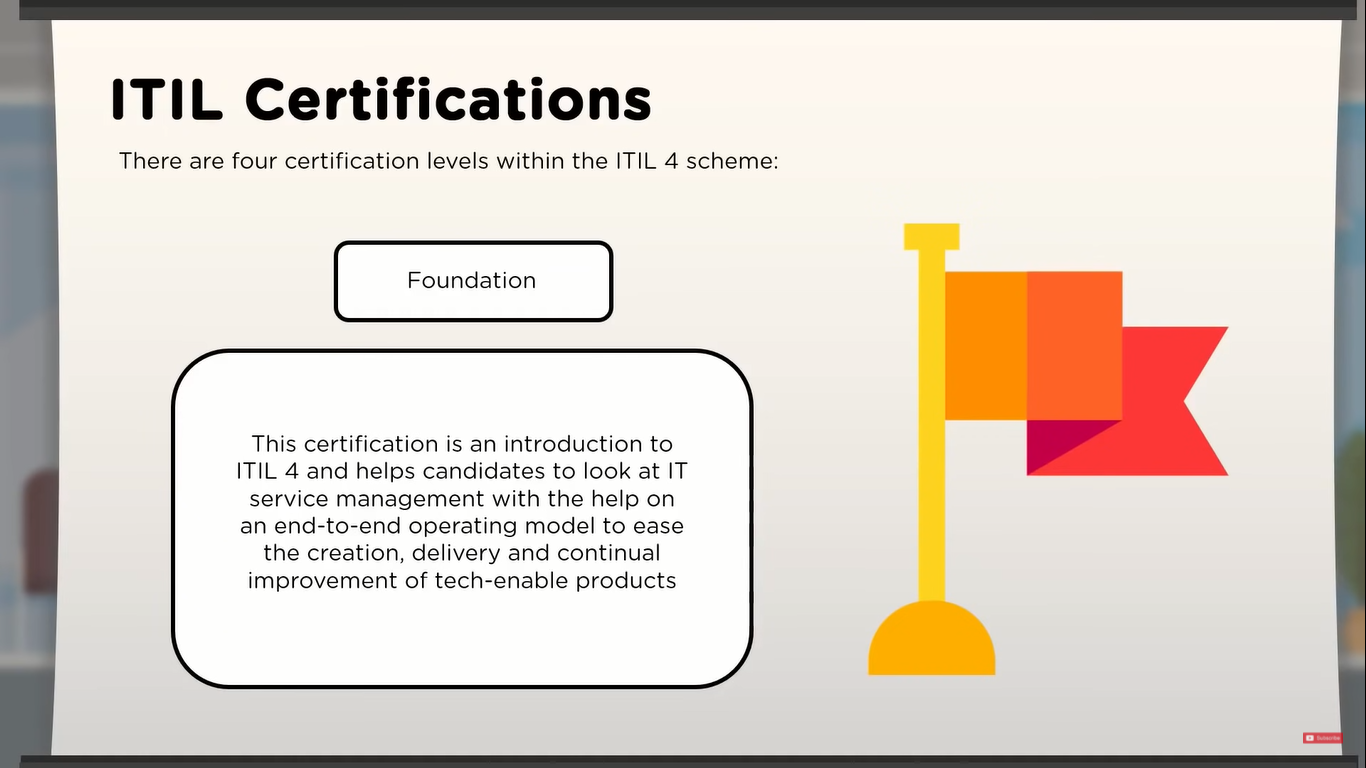 ITIL Certifications
There are four certification levels within the ITIL 4 scheme:
Foundation
This certification is an introduction to
ITIL 4 and helps candidates to look at IT
service management with the help on
an end-to-end operating model to ease
the creation, delivery and continual
improvement of tech-enable products
Subscribe